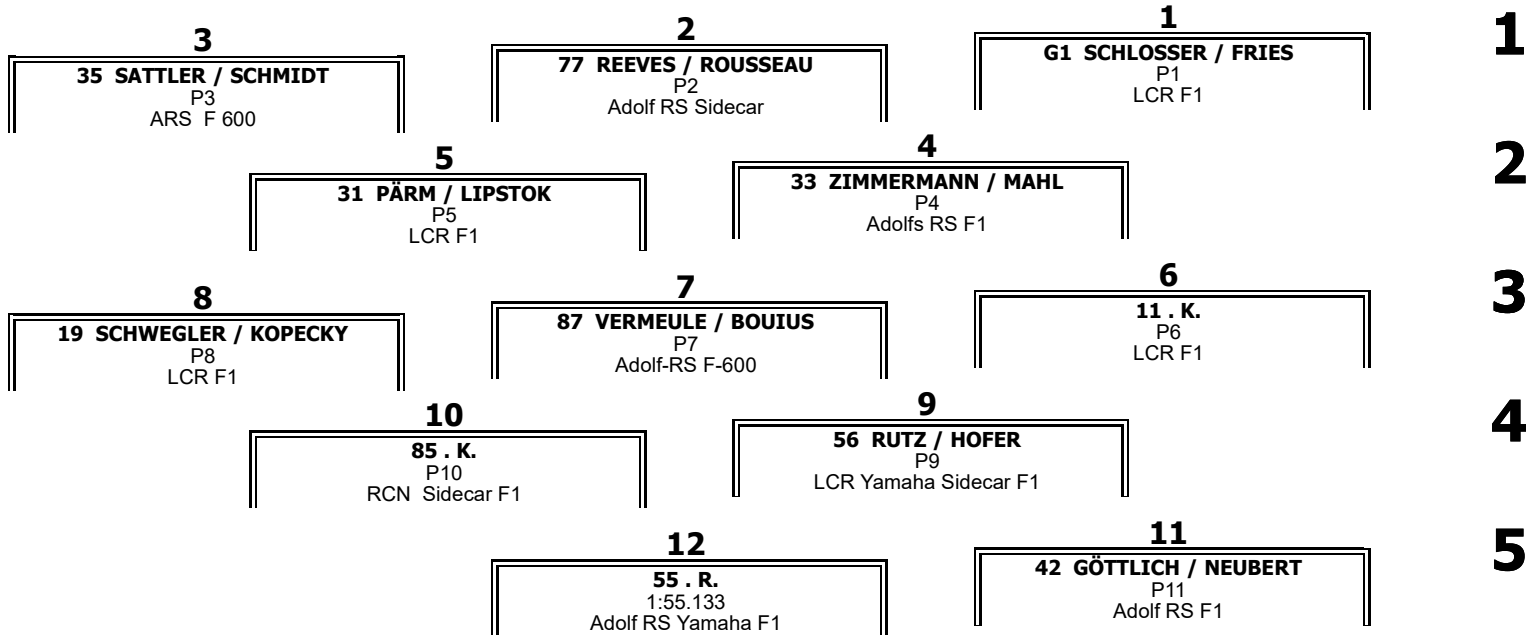 3
35 SATTLER / SCHMIDT
P3
ARS F 600
2
77 REEVES / ROUSSEAU
P2
Adolf RS Sidecar
1
G1 SCHLOSSER / FRIES
P1
LCR F1
1
5
31 PÄRM / LIPSTOK
P5
LCR F1
4
33 ZIMMERMANN / MAHL
P4
Adolfs RS F1
2
8
19 SCHWEGLER / KOPECKY
P8
LCR F1
7
87 VERMEULE / BOUIUS
P7
Adolf-RS F-600
6
11 . K.
P6
LCR F1
3
10
85 . K.
P10
RCN Sidecar F1
9
56 RUTZ / HOFER
P9
LCR Yamaha Sidecar F1
4
12
55 . R.
1:55.133
Adolf RS Yamaha F1
11
42 GÖTTLICH / NEUBERT
P11
Adolf RS F1
5